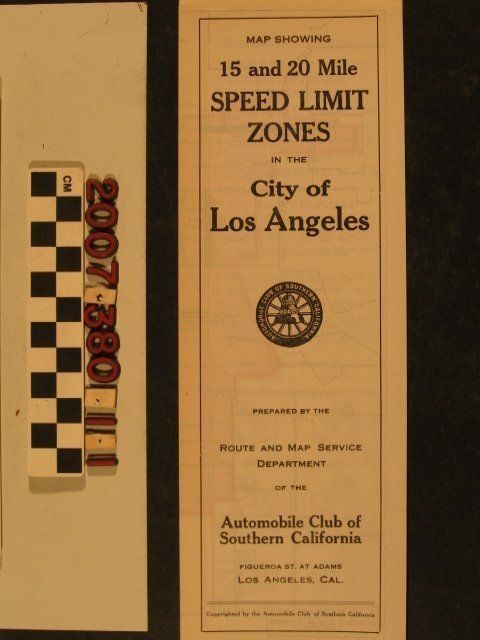 CM
2007.380.11.1
MAP SHOWING
15 and 20 Mile
SPEED LIMIT
ZONES
IN THE
City of
Los Angeles
AUTOMOBILE CLUB OF SOUTHERN CALIFORNIA
PREPARED BY THE
ROUTE AND MAP SERVICE
DEPARTMENT
OF THE
Automobile Club of
Southern California
FIGUEROA ST. AT ADAMS
LOS ANGELES, CAL.
Copyrighted by the Automobile Club of Southern California